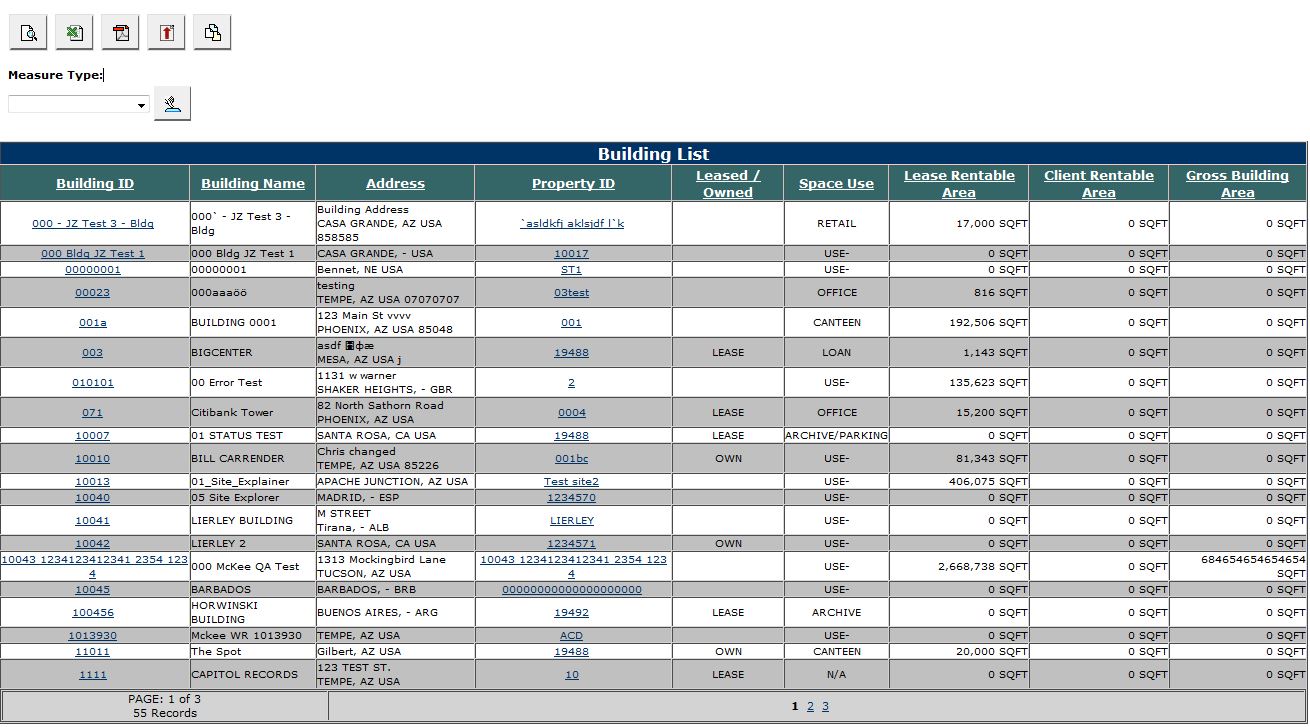 Measure Type:
Building List
Building ID Building Name Address Property ID Leased / Owned Space Use Lease Rentable Area Client Rentable Area Gross Building Area
000 - JZ Test 3 - Bldg 000` - JZ Test 3 - Bldg Building Address CASA GRANDE, AZ USA 858585 `asldkfj aklsjdf l`k RETAIL 17,000 SQFT 0 SQFT 0 SQFT
000 Bldg JZ Test 1 000 Bldg JZ Test 1 CASA GRANDE, - USA 10017 USE- 0 SQFT 0 SQFT 0 SQFT
00000001 00000001 Bennet, NE USA ST1 USE- 0 SQFT 0 SQFT 0 SQFT
00023 000aaaöö testing TEMPE, AZ USA 07070707 03test OFFICE 816 SQFT 0 SQFT 0 SQFT
001a BUILDING 0001 123 Main St vvvv PHOENIX, AZ USA 85048 001 CANTEEN 192,506 SQFT 0 SQFT 0 SQFT
003 BIGCENTER asdf фæ MESA, AZ USA j 19488 LEASE LOAN 1,143 SQFT 0 SQFT 0 SQFT
010101 00 Error Test 1131 w warner SHAKER HEIGHTS, - GBR 2 USE- 135,623 SQFT 0 SQFT 0 SQFT
071 Citibank Tower 82 North Sathorn Road PHOENIX, AZ USA 0004 LEASE OFFICE 15,200 SQFT 0 SQFT 0 SQFT
10007 01 STATUS TEST SANTA ROSA, CA USA 19488 LEASE ARCHIVE/PARKING 0 SQFT 0 SQFT 0 SQFT
10010 BILL CARRENDER Chris changed TEMPE, AZ USA 85226 001bc OWN USE- 81,343 SQFT 0 SQFT 0 SQFT
10013 01_Site_Explainer APACHE JUNCTION, AZ USA Test site2 USE- 406,075 SQFT 0 SQFT 0 SQFT
10040 05 Site Explorer MADRID, - ESP 1234570 USE- 0 SQFT 0 SQFT 0 SQFT
10041 LIERLEY BUILDING M STREET Tirana, - ALB LIERLEY USE- 0 SQFT 0 SQFT 0 SQFT
10042 LIERLEY 2 SANTA ROSA, CA USA 1234571 OWN USE- 0 SQFT 0 SQFT 0 SQFT
10043 1234123412341 2354 123 4 000 McKee QA Test 1313 Mockingbird Lane TUCSON, AZ USA 10043 1234123412341 2354 123 4 USE- 2,668,738 SQFT 0 SQFT 684654654654654 SQFT
10045 BARBADOS BARBADOS, - BRB 00000000000000000000 USE- 0 SQFT 0 SQFT 0 SQFT
100456 HORWINSKI BUILDING BUENOS AIRES, - ARG 19492 LEASE ARCHIVE 0 SQFT 0 SQFT 0 SQFT
1013930 Mckee WR 1013930 TEMPE, AZ USA ACD USE- 0 SQFT 0 SQFT 0 SQFT
11011 The Spot Gilbert, AZ USA 19488 OWN CANTEEN 20,000 SQFT 0 SQFT 0 SQFT
1111 CAPITOL RECORDS 123 TEST ST. TEMPE, AZ USA 10 LEASE N/A 0 SQFT 0 SQFT 0 SQFT
PAGE: 1 of 3
55 Records
1 2 3